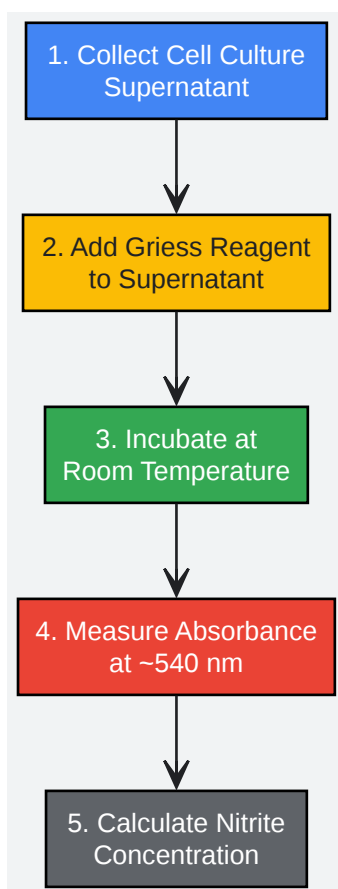 1. Collect Cell Culture
Supernatant
2. Add Griess Reagent
to Supernatant
3. Incubate at
Room Temperature
4. Measure Absorbance
at ~540 nm
5. Calculate Nitrite
Concentration